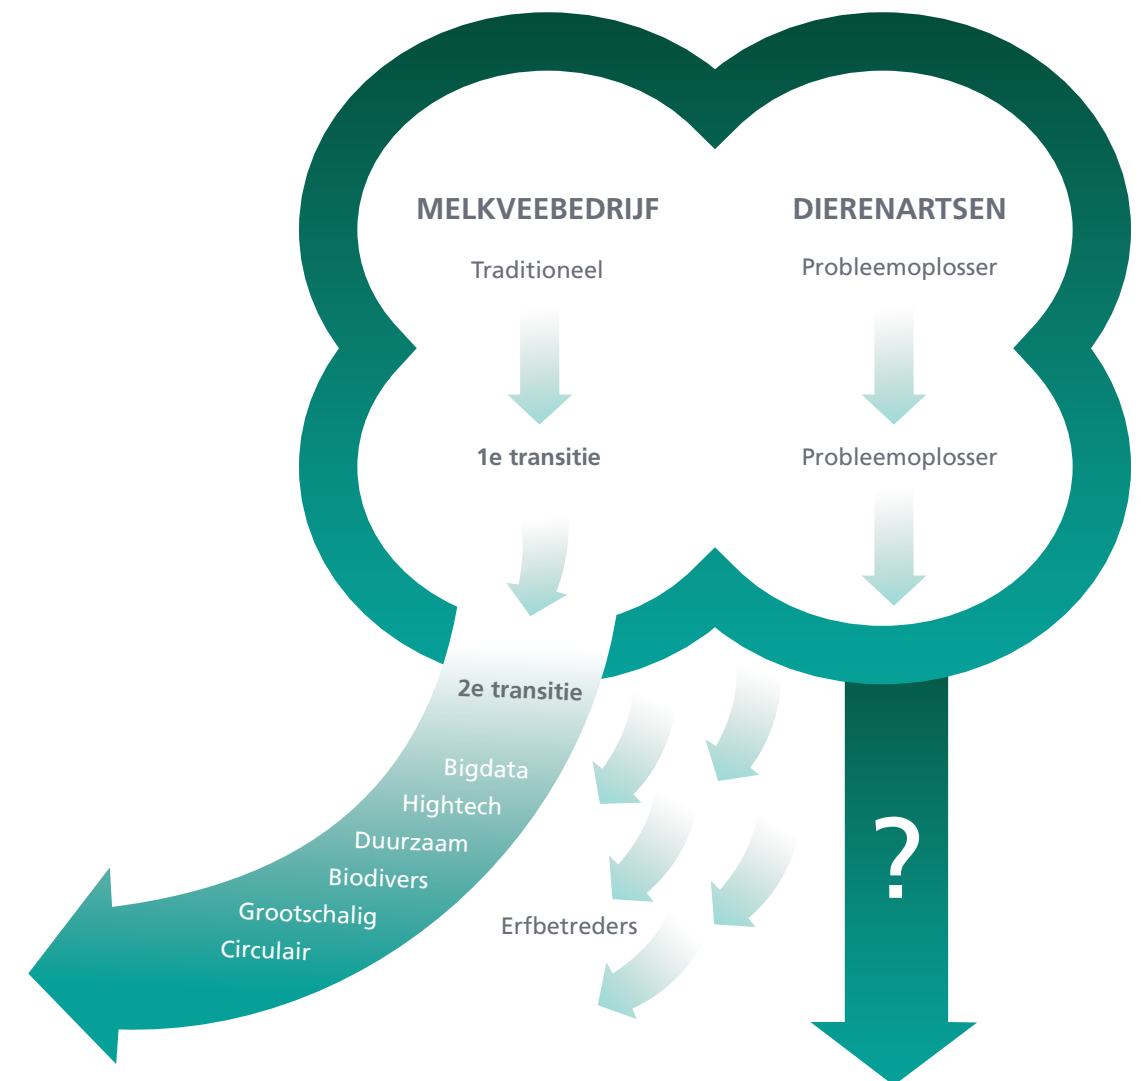 MELKVEEBEDRIJF
Traditioneel
1e transitie
2e transitie
Bigdata
Hightech
Duurzaam
Biodivers
Grootschalig
Circulair
Erfbetreders
DIERENARTSEN
Probleemoplosser
Probleemoplosser
?